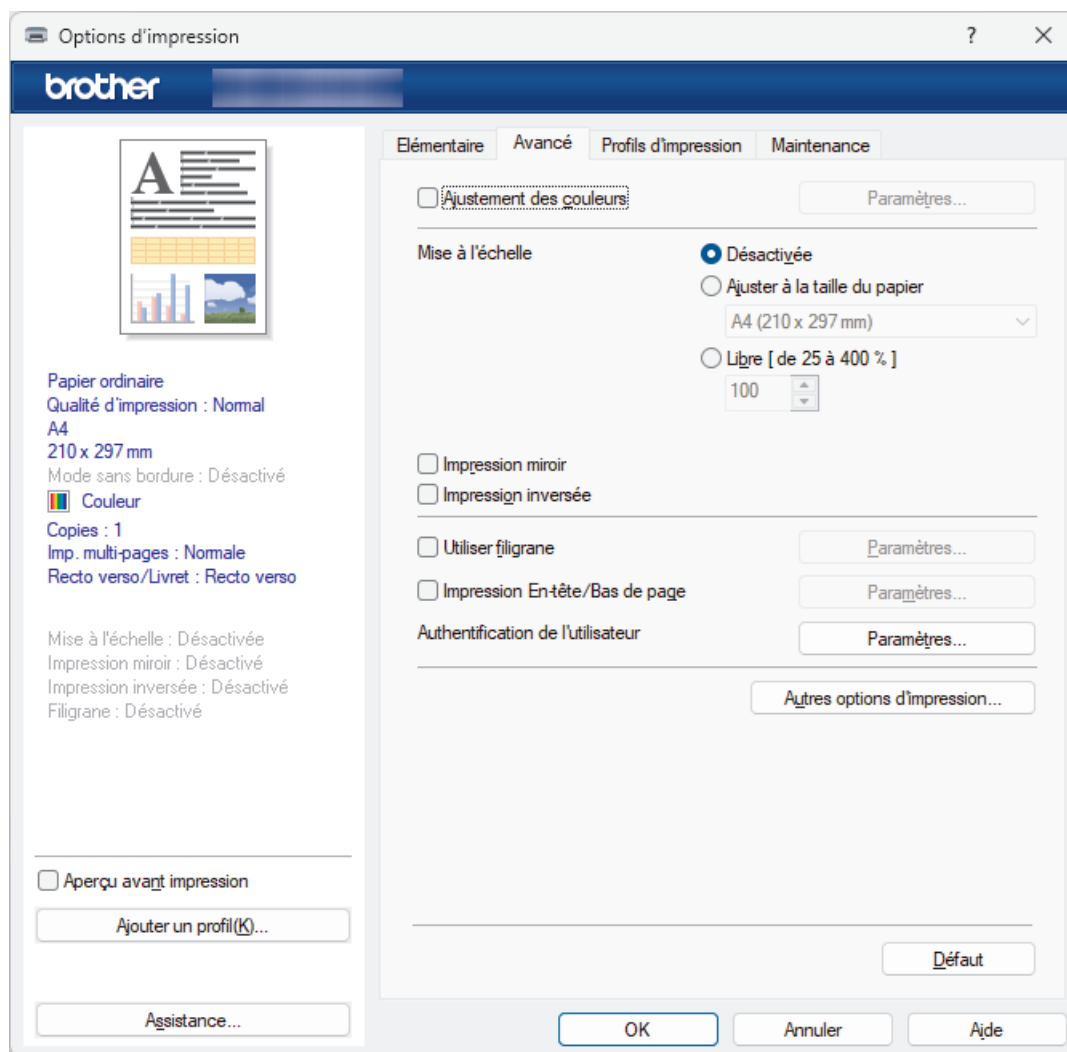 Options d'impression
?
brother
Elémentaire
Avancé
Profils d'impression
Maintenance
A
Ajustement des couleurs
Paramètres...
Mise à l'échelle
Désactivée
Ajuster à la taille du papier
A4 (210 x 297 mm)
Libre [ de 25 à 400 % ]
100
Impression miroir
Impression inversée
Utiliser filigrane
Paramètres...
Impression En-tête/Bas de page
Paramètres...
Authentification de l'utilisateur
Paramètres...
Autres options d'impression...
Défaut
Papier ordinaire
Qualité d'impression : Normal
A4
210 x 297 mm
Mode sans bordure : Désactivé
Couleur
Copies : 1
Imp. multi-pages : Normale
Recto verso/Livret : Recto verso
Mise à l'échelle : Désactivée
Impression miroir : Désactivé
Impression inversée : Désactivé
Filigrane : Désactivé
Aperçu avant impression
Ajouter un profil(K)...
Assistance...
OK
Annuler
Aide